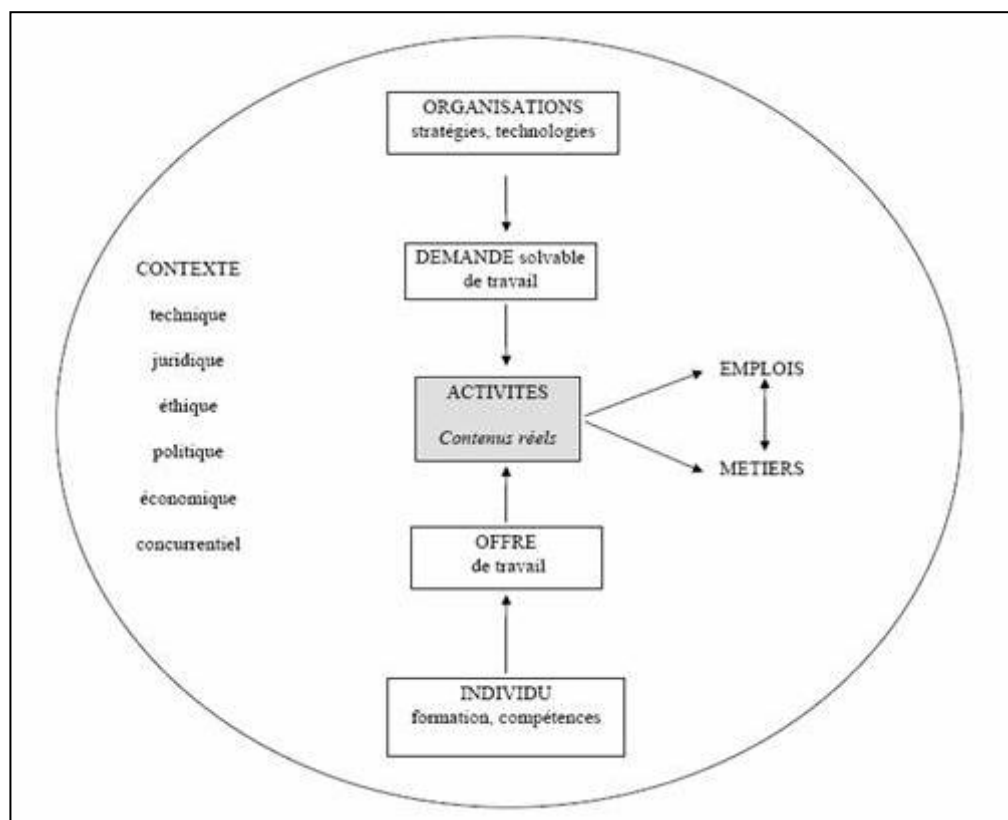 ORGANISATIONS
stratégies, technologies
DEMANDE solvable
de travail
CONTEXTE
technique
juridique
éthique
politique
économique
concurrentiel
ACTIVITES
Contenus réels
EMPLOIS
METIERS
OFFRE
de travail
INDIVIDU
formation, compétences